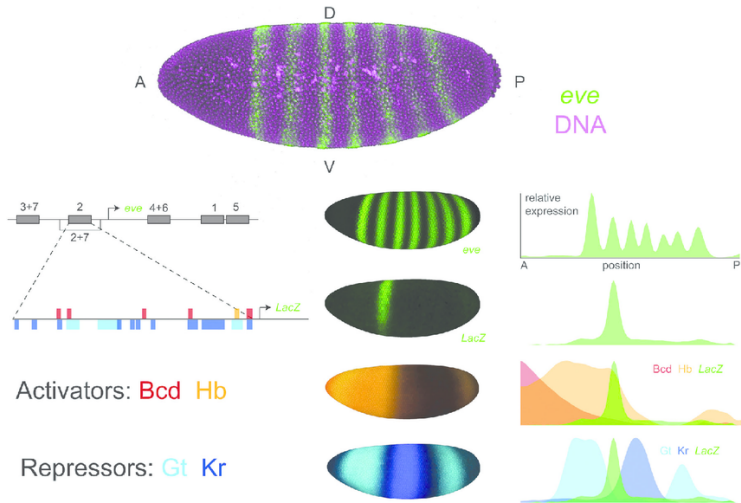 D
A
P
eve
DNA
V
3+7
2
eve
4+6
1
5
2+7
LacZ
eve
relative
expression
A
position
P
LacZ
Activators: Bcd Hb
Bcd Hb LacZ
Repressors: Gt Kr
Gt Kr LacZ